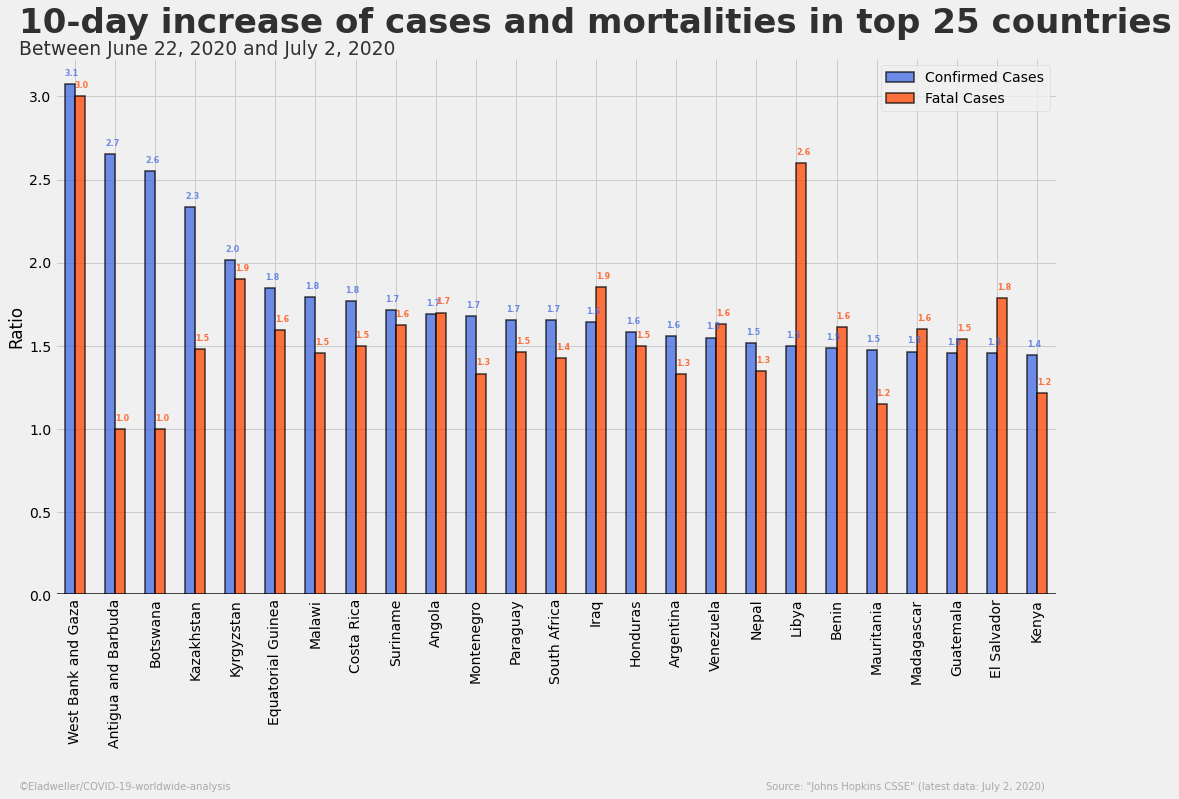 10-day increase of cases and mortalities in top 25 countries
Between June 22, 2020 and July 2, 2020
Confirmed Cases
Fatal Cases
Ratio
3.0
2.5
2.0
1.5
1.0
0.5
0.0
3.1 3.0
2.7 1.0
2.6 1.0
2.3 1.5
2.0 1.9
1.8 1.6
1.8 1.5
1.8 1.5
1.7 1.6
1.7 1.7
1.7 1.3
1.7 1.5
1.7 1.4
1.9
1.6 1.5
1.6 1.3
1.6
1.5 1.3
2.6
1.6
1.5 1.2
1.6
1.5
1.8
1.4 1.2
West Bank and Gaza
Antigua and Barbuda
Botswana
Kazakhstan
Kyrgyzstan
Equatorial Guinea
Malawi
Costa Rica
Suriname
Angola
Montenegro
Paraguay
South Africa
Iraq
Honduras
Argentina
Venezuela
Nepal
Libya
Benin
Mauritania
Madagascar
Guatemala
El Salvador
Kenya
©Eladweller/COVID-19-worldwide-analysis
Source: "Johns Hopkins CSSE" (latest data: July 2, 2020)